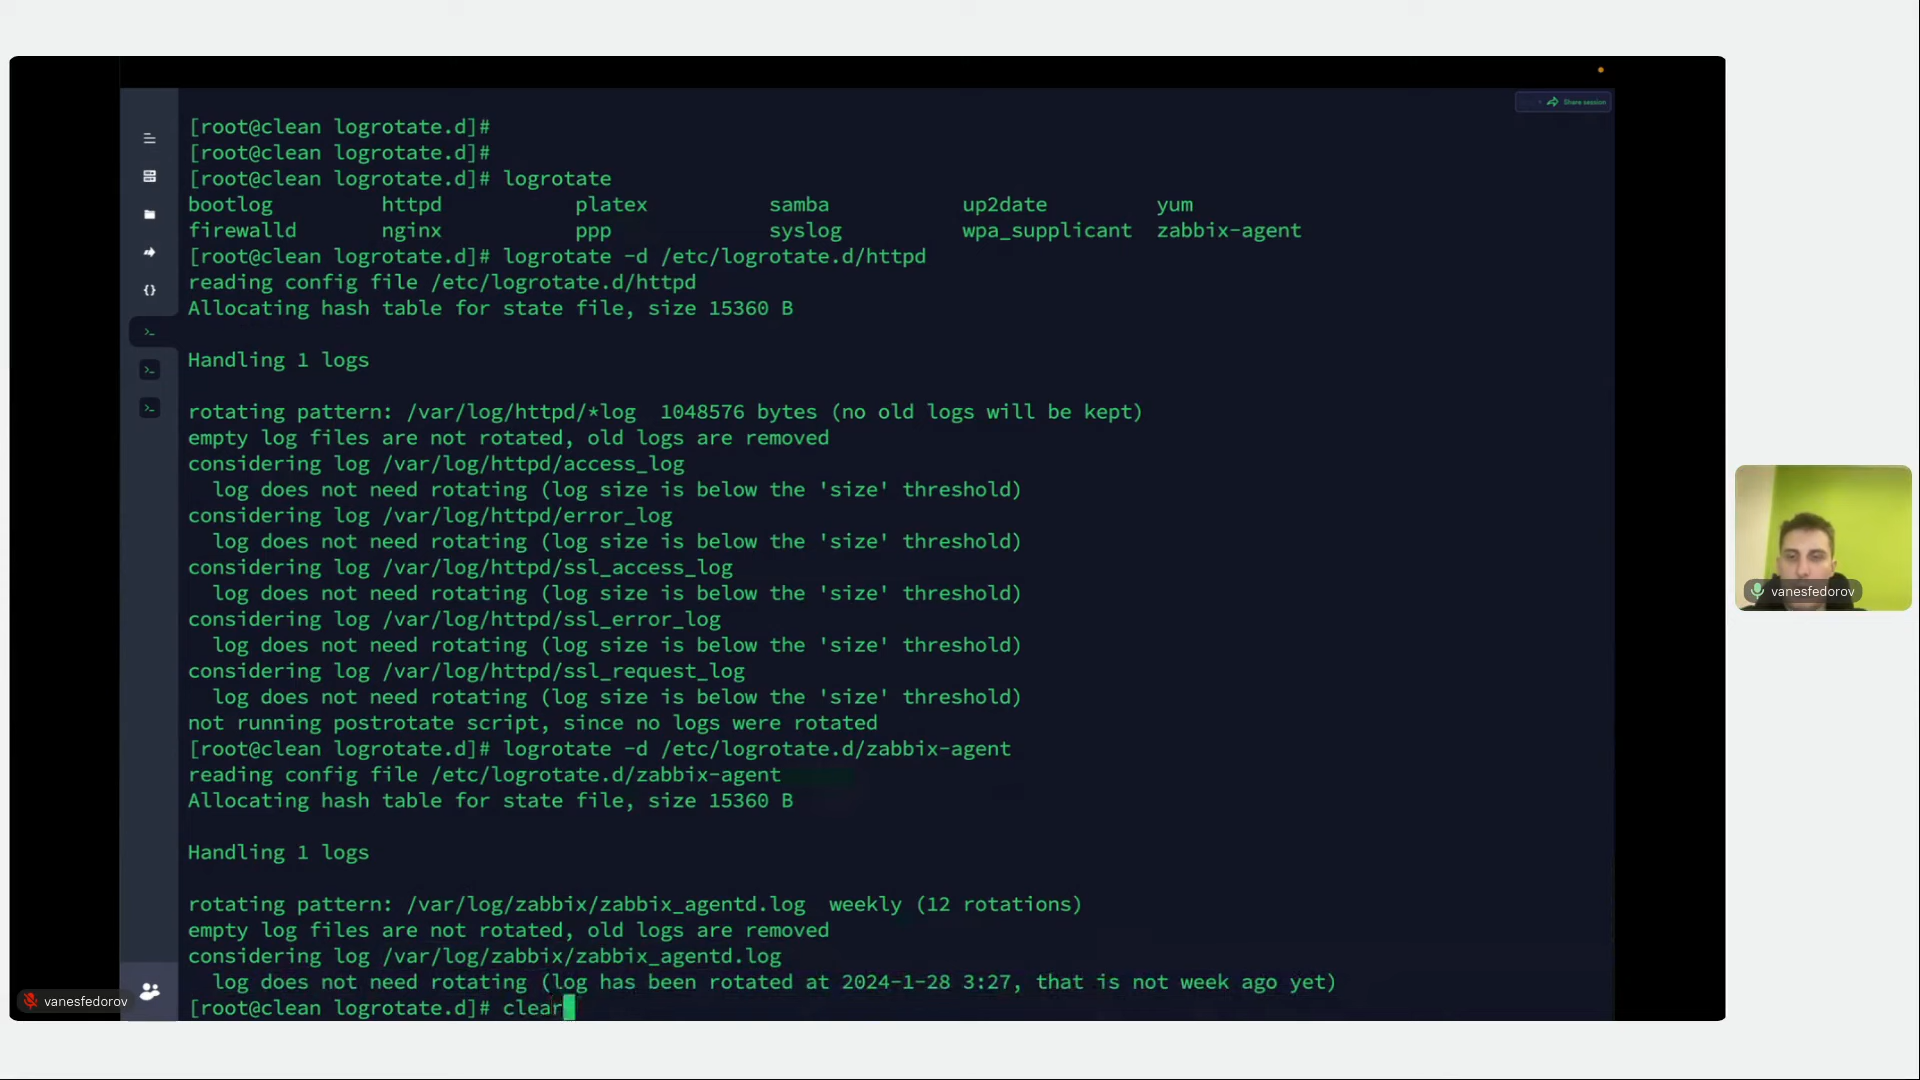 Share session
[root@clean logrotate.d]#
[root@clean logrotate.d]#
[root@clean logrotate.d]# logrotate
bootlog httpd platex samba up2date yum
firewalld nginx ppp syslog wpa_supplicant zabbix-agent
[root@clean logrotate.d]# logrotate -d /etc/logrotate.d/httpd
reading config file /etc/logrotate.d/httpd
Allocating hash table for state file, size 15360 B
Handling 1 logs
rotating pattern: /var/log/httpd/*log  1048576 bytes (no old logs will be kept)
empty log files are not rotated, old logs are removed
considering log /var/log/httpd/access_log
log does not need rotating (log size is below the 'size' threshold)
considering log /var/log/httpd/error_log
log does not need rotating (log size is below the 'size' threshold)
considering log /var/log/httpd/ssl_access_log
log does not need rotating (log size is below the 'size' threshold)
considering log /var/log/httpd/ssl_error_log
log does not need rotating (log size is below the 'size' threshold)
considering log /var/log/httpd/ssl_request_log
log does not need rotating (log size is below the 'size' threshold)
not running postrotate script, since no logs were rotated
[root@clean logrotate.d]# logrotate -d /etc/logrotate.d/zabbix-agent
reading config file /etc/logrotate.d/zabbix-agent
Allocating hash table for state file, size 15360 B
Handling 1 logs
rotating pattern: /var/log/zabbix/zabbix_agentd.log  weekly (12 rotations)
empty log files are not rotated, old logs are removed
considering log /var/log/zabbix/zabbix_agentd.log
log does not need rotating (log has been rotated at 2024-1-28 3:27, that is not week ago yet)
[root@clean logrotate.d]# clear
vanesfedorov
vanesfedorov